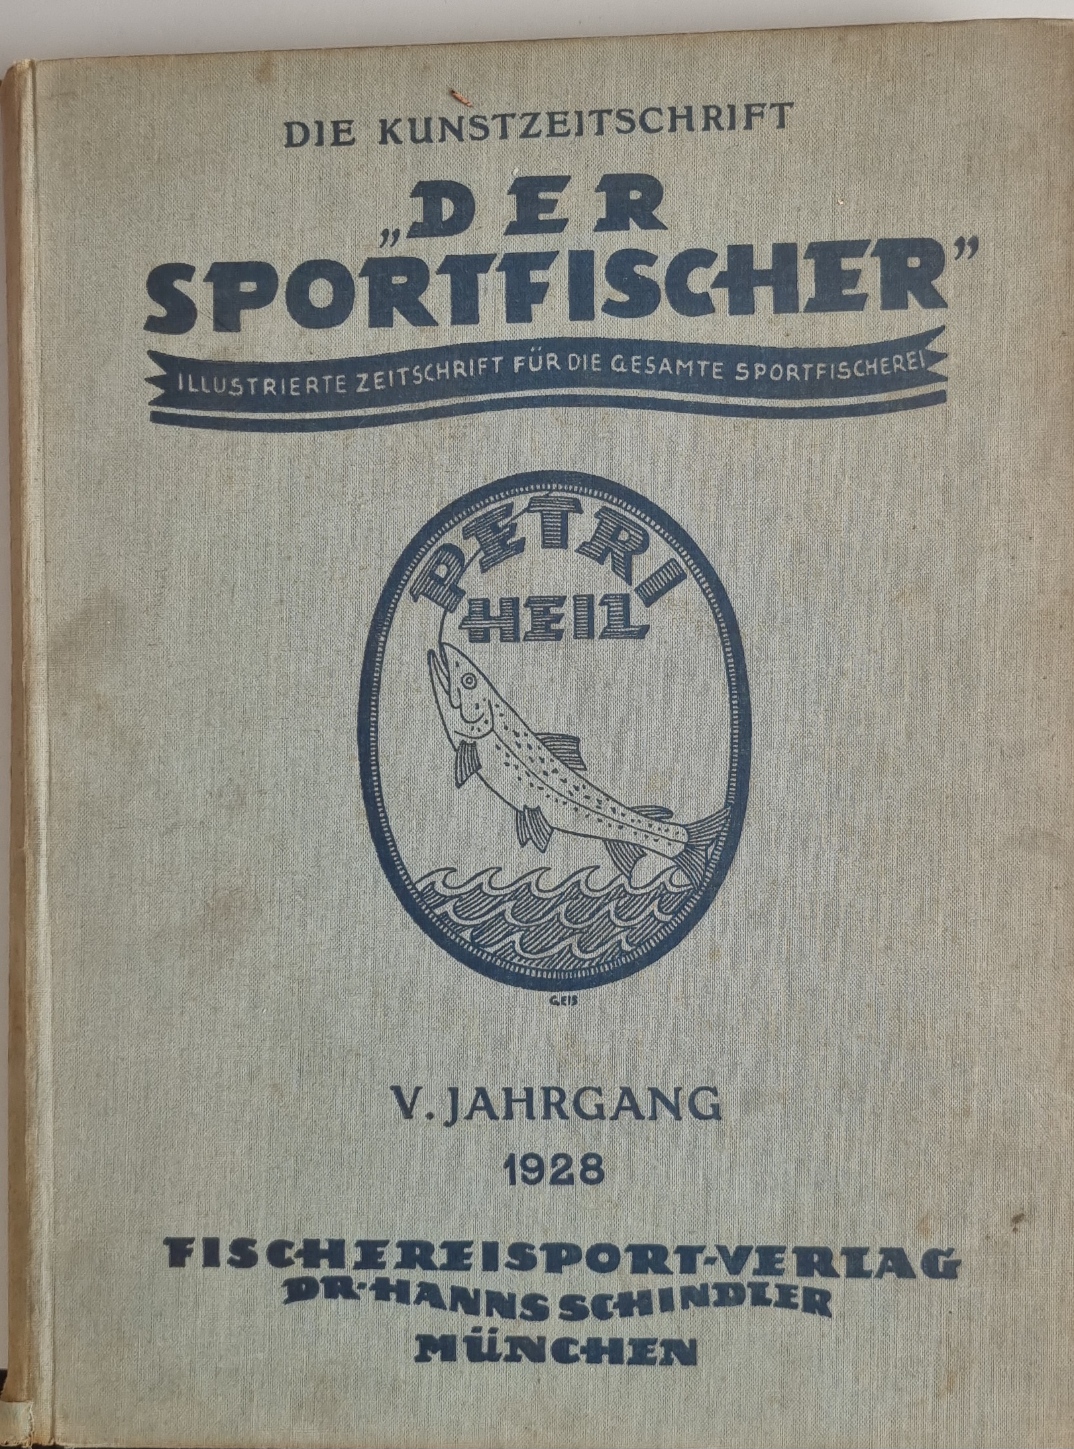 DIE KUNSTZEITSCHRIFT
„DER
SPORTFISCHER”
ILLUSTRIERTE ZEITSCHRIFT FÜR DIE GESAMTE SPORTFISCHEREI
PETRI
HEIL
GEIS
V. JAHRGANG
1928
FISCHEREISPORT-VERLAG
DR·HANNS SCHINDLER
MÜNCHEN